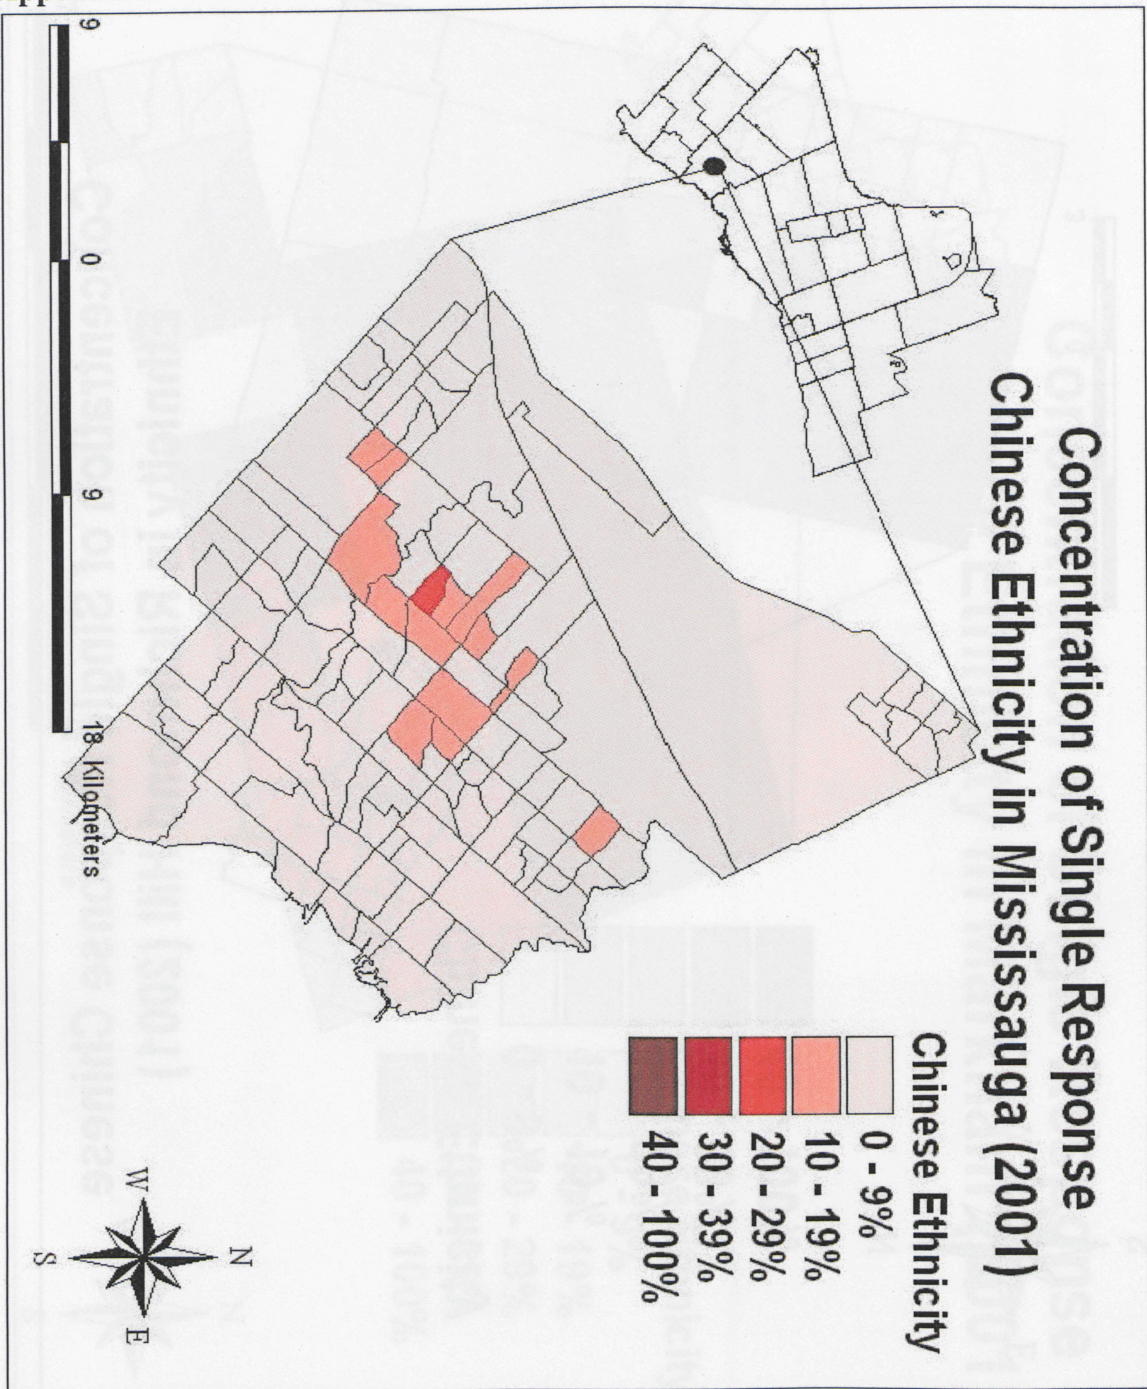 Concentration of Single Response
Chinese Ethnicity in Mississauga (2001)
Chinese Ethnicity
0 - 9%
10 - 19%
20 - 29%
30 - 39%
40 - 100%
9 0 9 18 Kilometers
N
W E
S